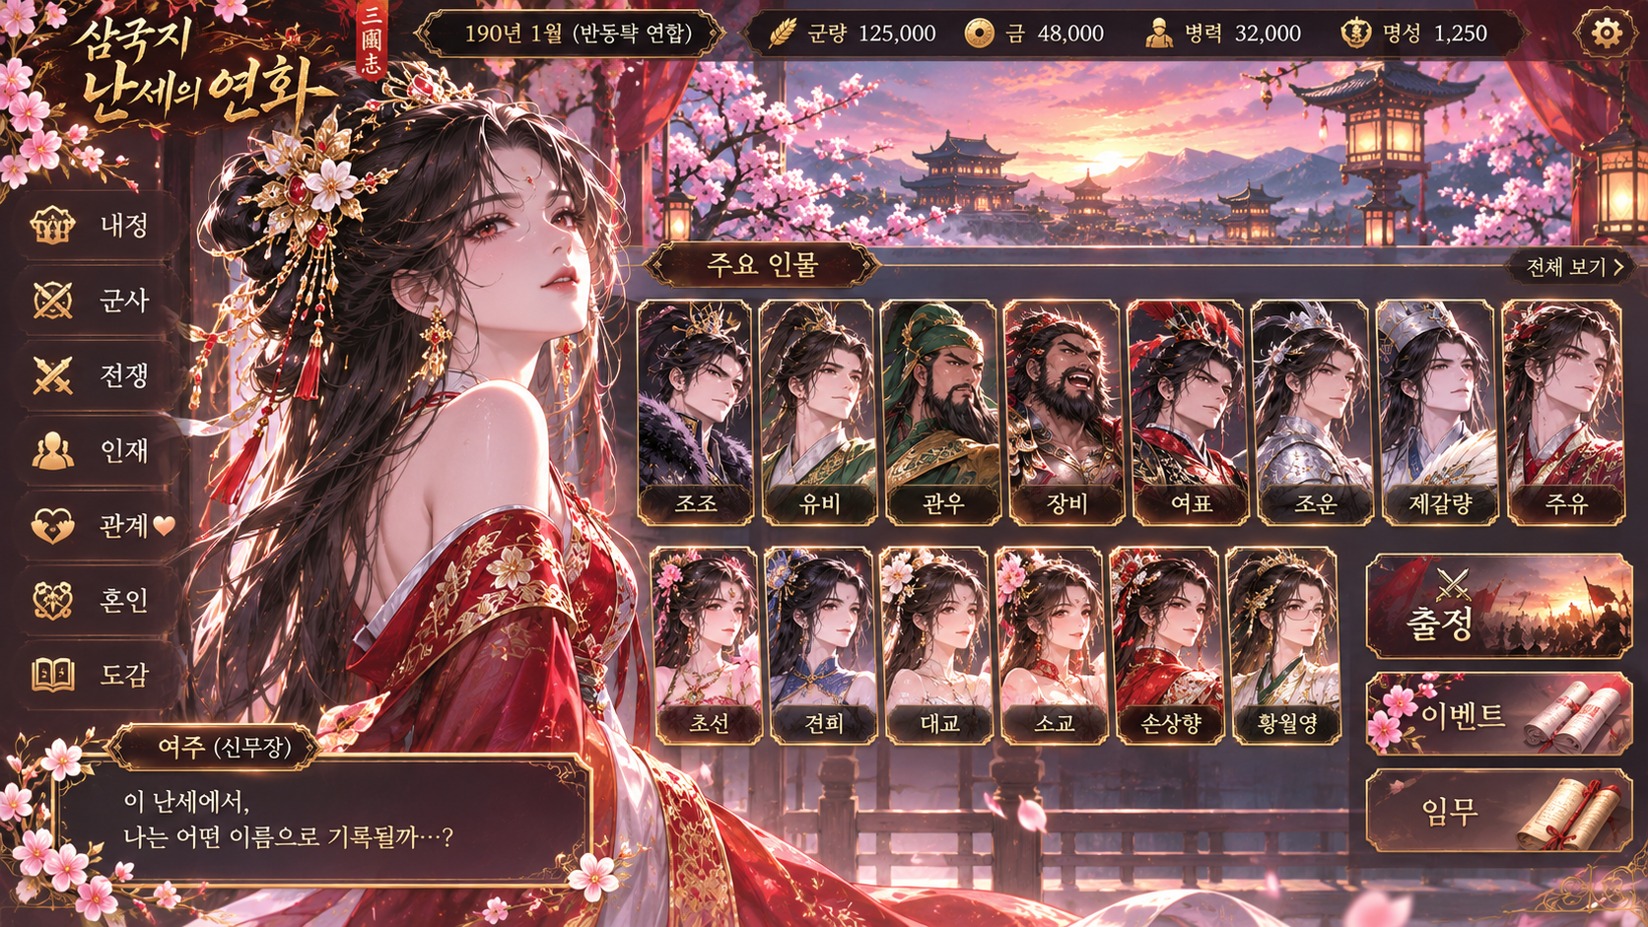 삼국지
난세의 연화
三國志
190년 1월 (반동탁 연합)
군량 125,000
금 48,000
병력 32,000
명성 1,250
내정
군사
전쟁
인재
관계
혼인
도감
주요 인물
전채 보기
조조
유비
관우
장비
여표
조운
제갈량
주유
초선
견희
대교
소교
손상향
황월영
출정
이벤트
임무
여주 (신무장)
이 난세에서,
나는 어떤 이름으로 기록될까…?